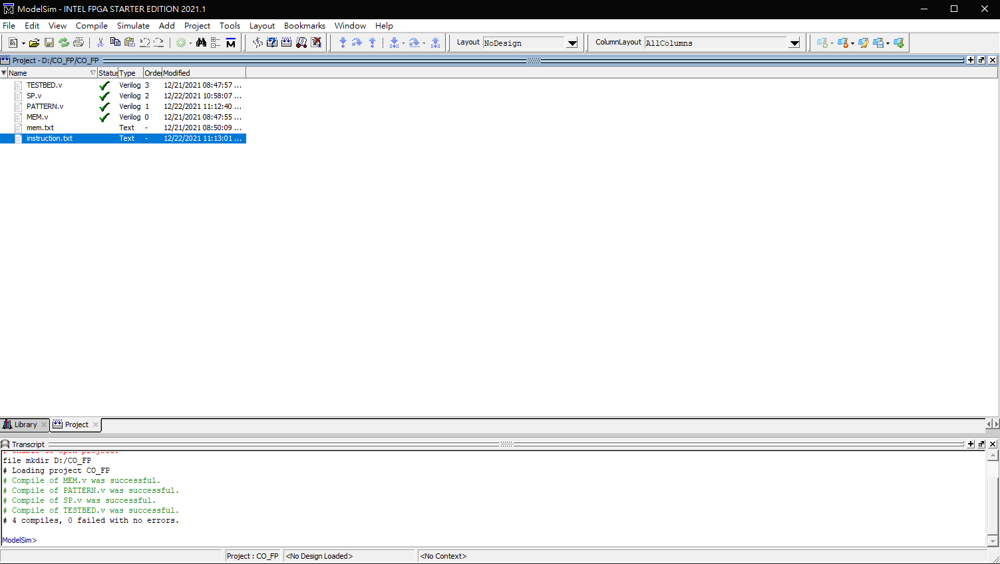 ModelSim - INTEL FPGA STARTER EDITION 2021.1
File Edit View Compile Simulate Add Project Tools Layout Bookmarks Window Help
Layout NoDesign ColumnLayout AllColumns
Project - D:/CO_FP/CO_FP
Name Status Type Order Modified
TESTBED.v Verilog 3 12/21/2021 08:47:57 ...
SP.v Verilog 2 12/22/2021 10:58:07 ...
PATTERN.v Verilog 1 12/22/2021 11:12:40 ...
MEM.v Verilog 0 12/21/2021 08:47:55 ...
mem.txt Text - 12/21/2021 08:50:09 ...
instruction.txt Text - 12/22/2021 11:13:01 ...
Library Project
Transcript
# Unable to open project.
file mkdir D:/CO_FP
# Loading project CO_FP
# Compile of MEM.v was successful.
# Compile of PATTERN.v was successful.
# Compile of SP.v was successful.
# Compile of TESTBED.v was successful.
# 4 compiles, 0 failed with no errors.
ModelSim>
Project : CO_FP <No Design Loaded> <No Context>